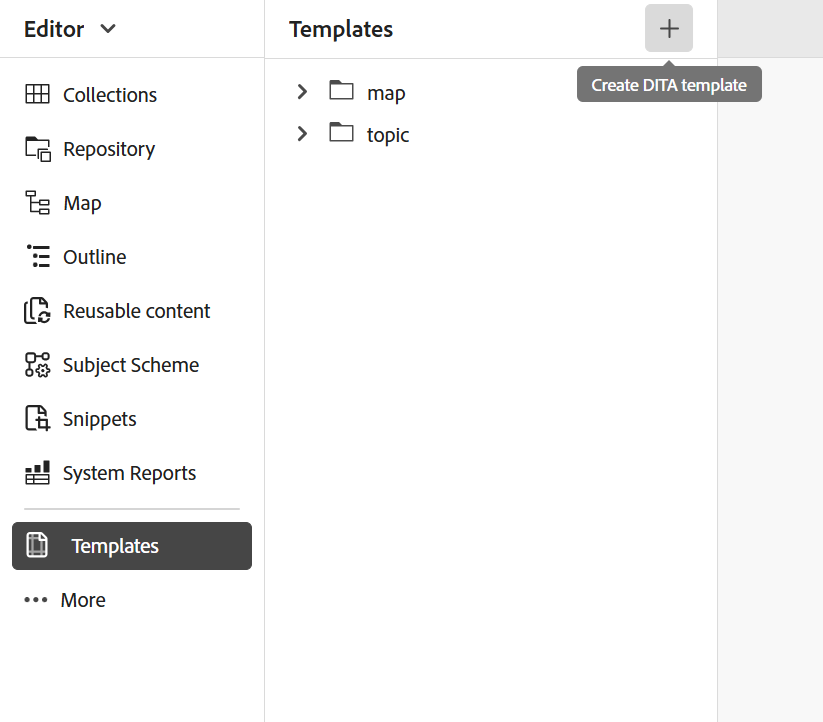 Editor
Collections
Repository
Map
Outline
Reusable content
Subject Scheme
Snippets
System Reports
Templates
More
Templates
Create DITA template
map
topic